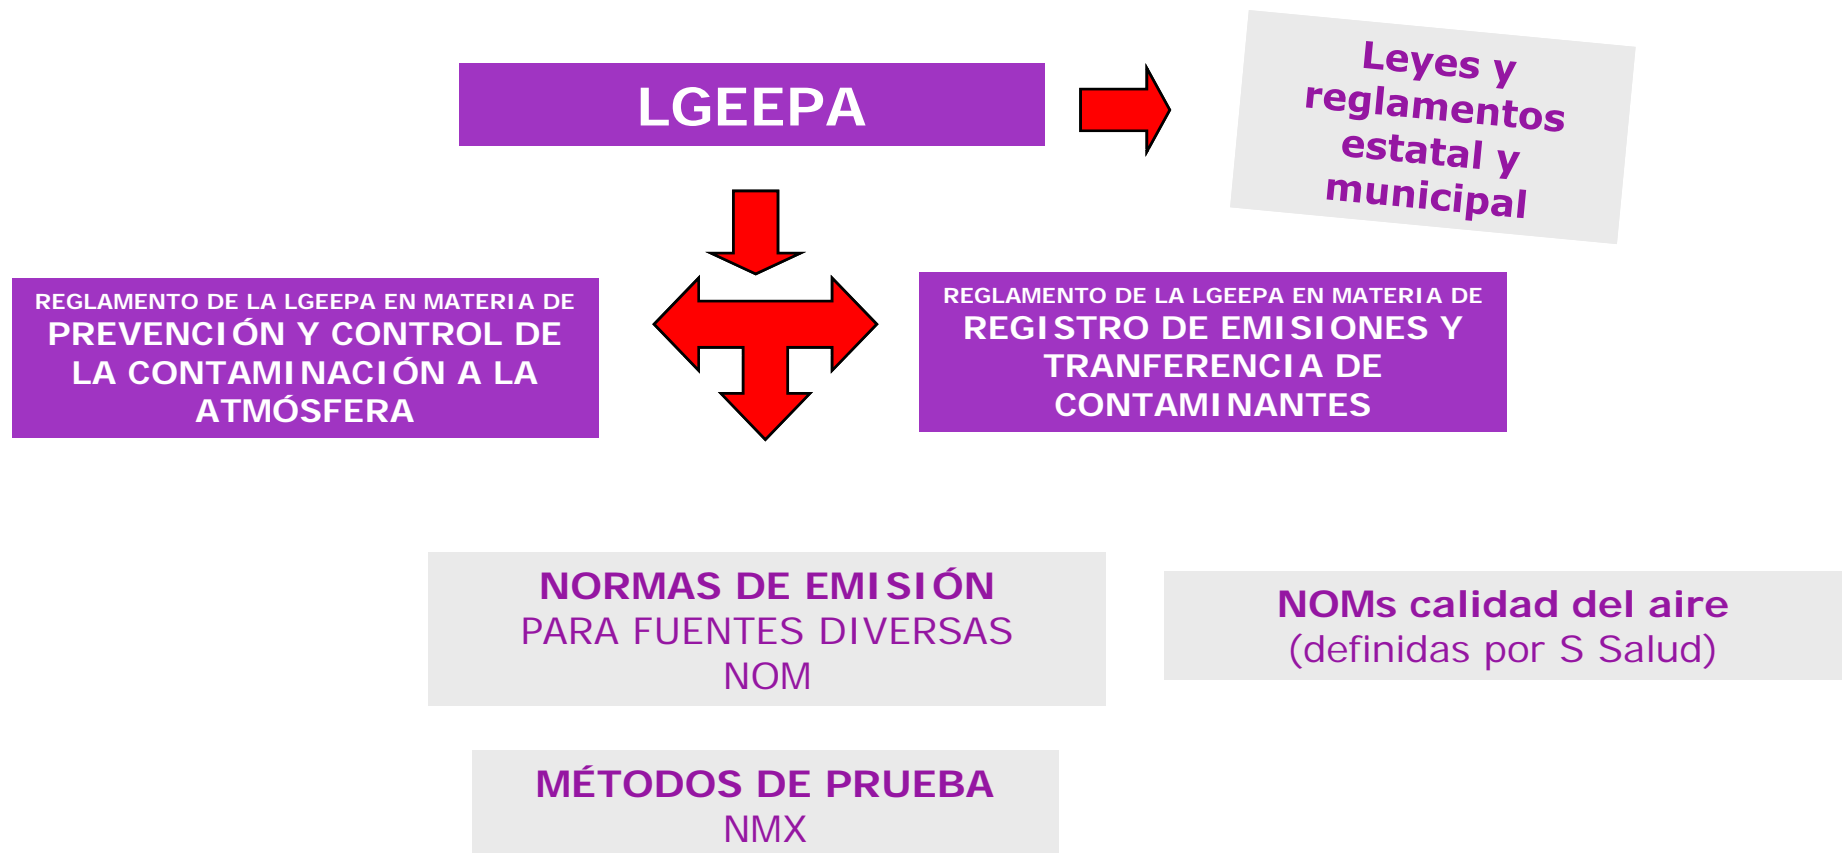 LGEEPA
Leyes y
reglamentos
estatal y
municipal
REGLAMENTO DE LA LGEEPA EN MATERIA DE
PREVENCIÓN Y CONTROL DE
LA CONTAMINACIÓN A LA
ATMÓSFERA
REGLAMENTO DE LA LGEEPA EN MATERIA DE
REGISTRO DE EMISIONES Y
TRANFERENCIA DE
CONTAMINANTES
NORMAS DE EMISIÓN
PARA FUENTES DIVERSAS
NOM
NOMs calidad del aire
(definidas por S Salud)
MÉTODOS DE PRUEBA
NMX